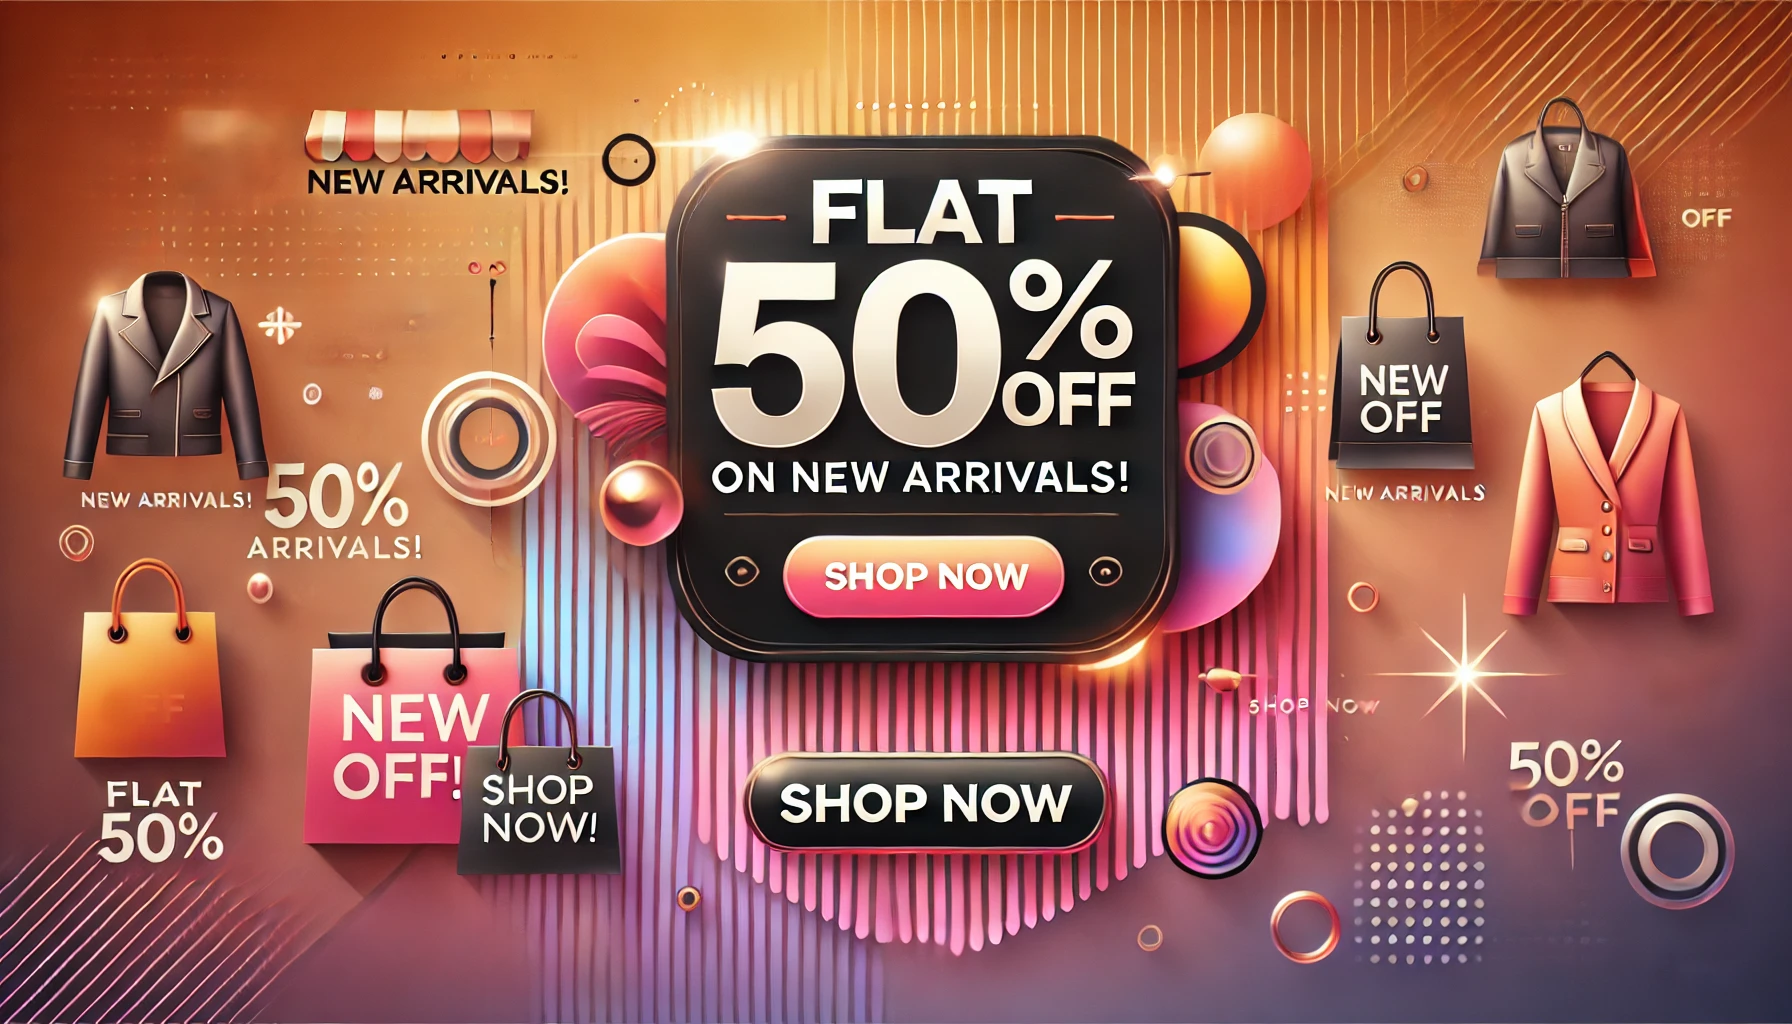 NEW ARRIVALS!
FLAT
50%
OFF
ON NEW ARRIVALS!
SHOP NOW
SHOP NOW
NEW ARRIVALS!
50%
ARRIVALS!
FLAT
50%
NEW
OFF!
SHOP
NOW!
OFF
NEW
OFF
NEW ARRIVALS
SHOP NOW
50%
OFF